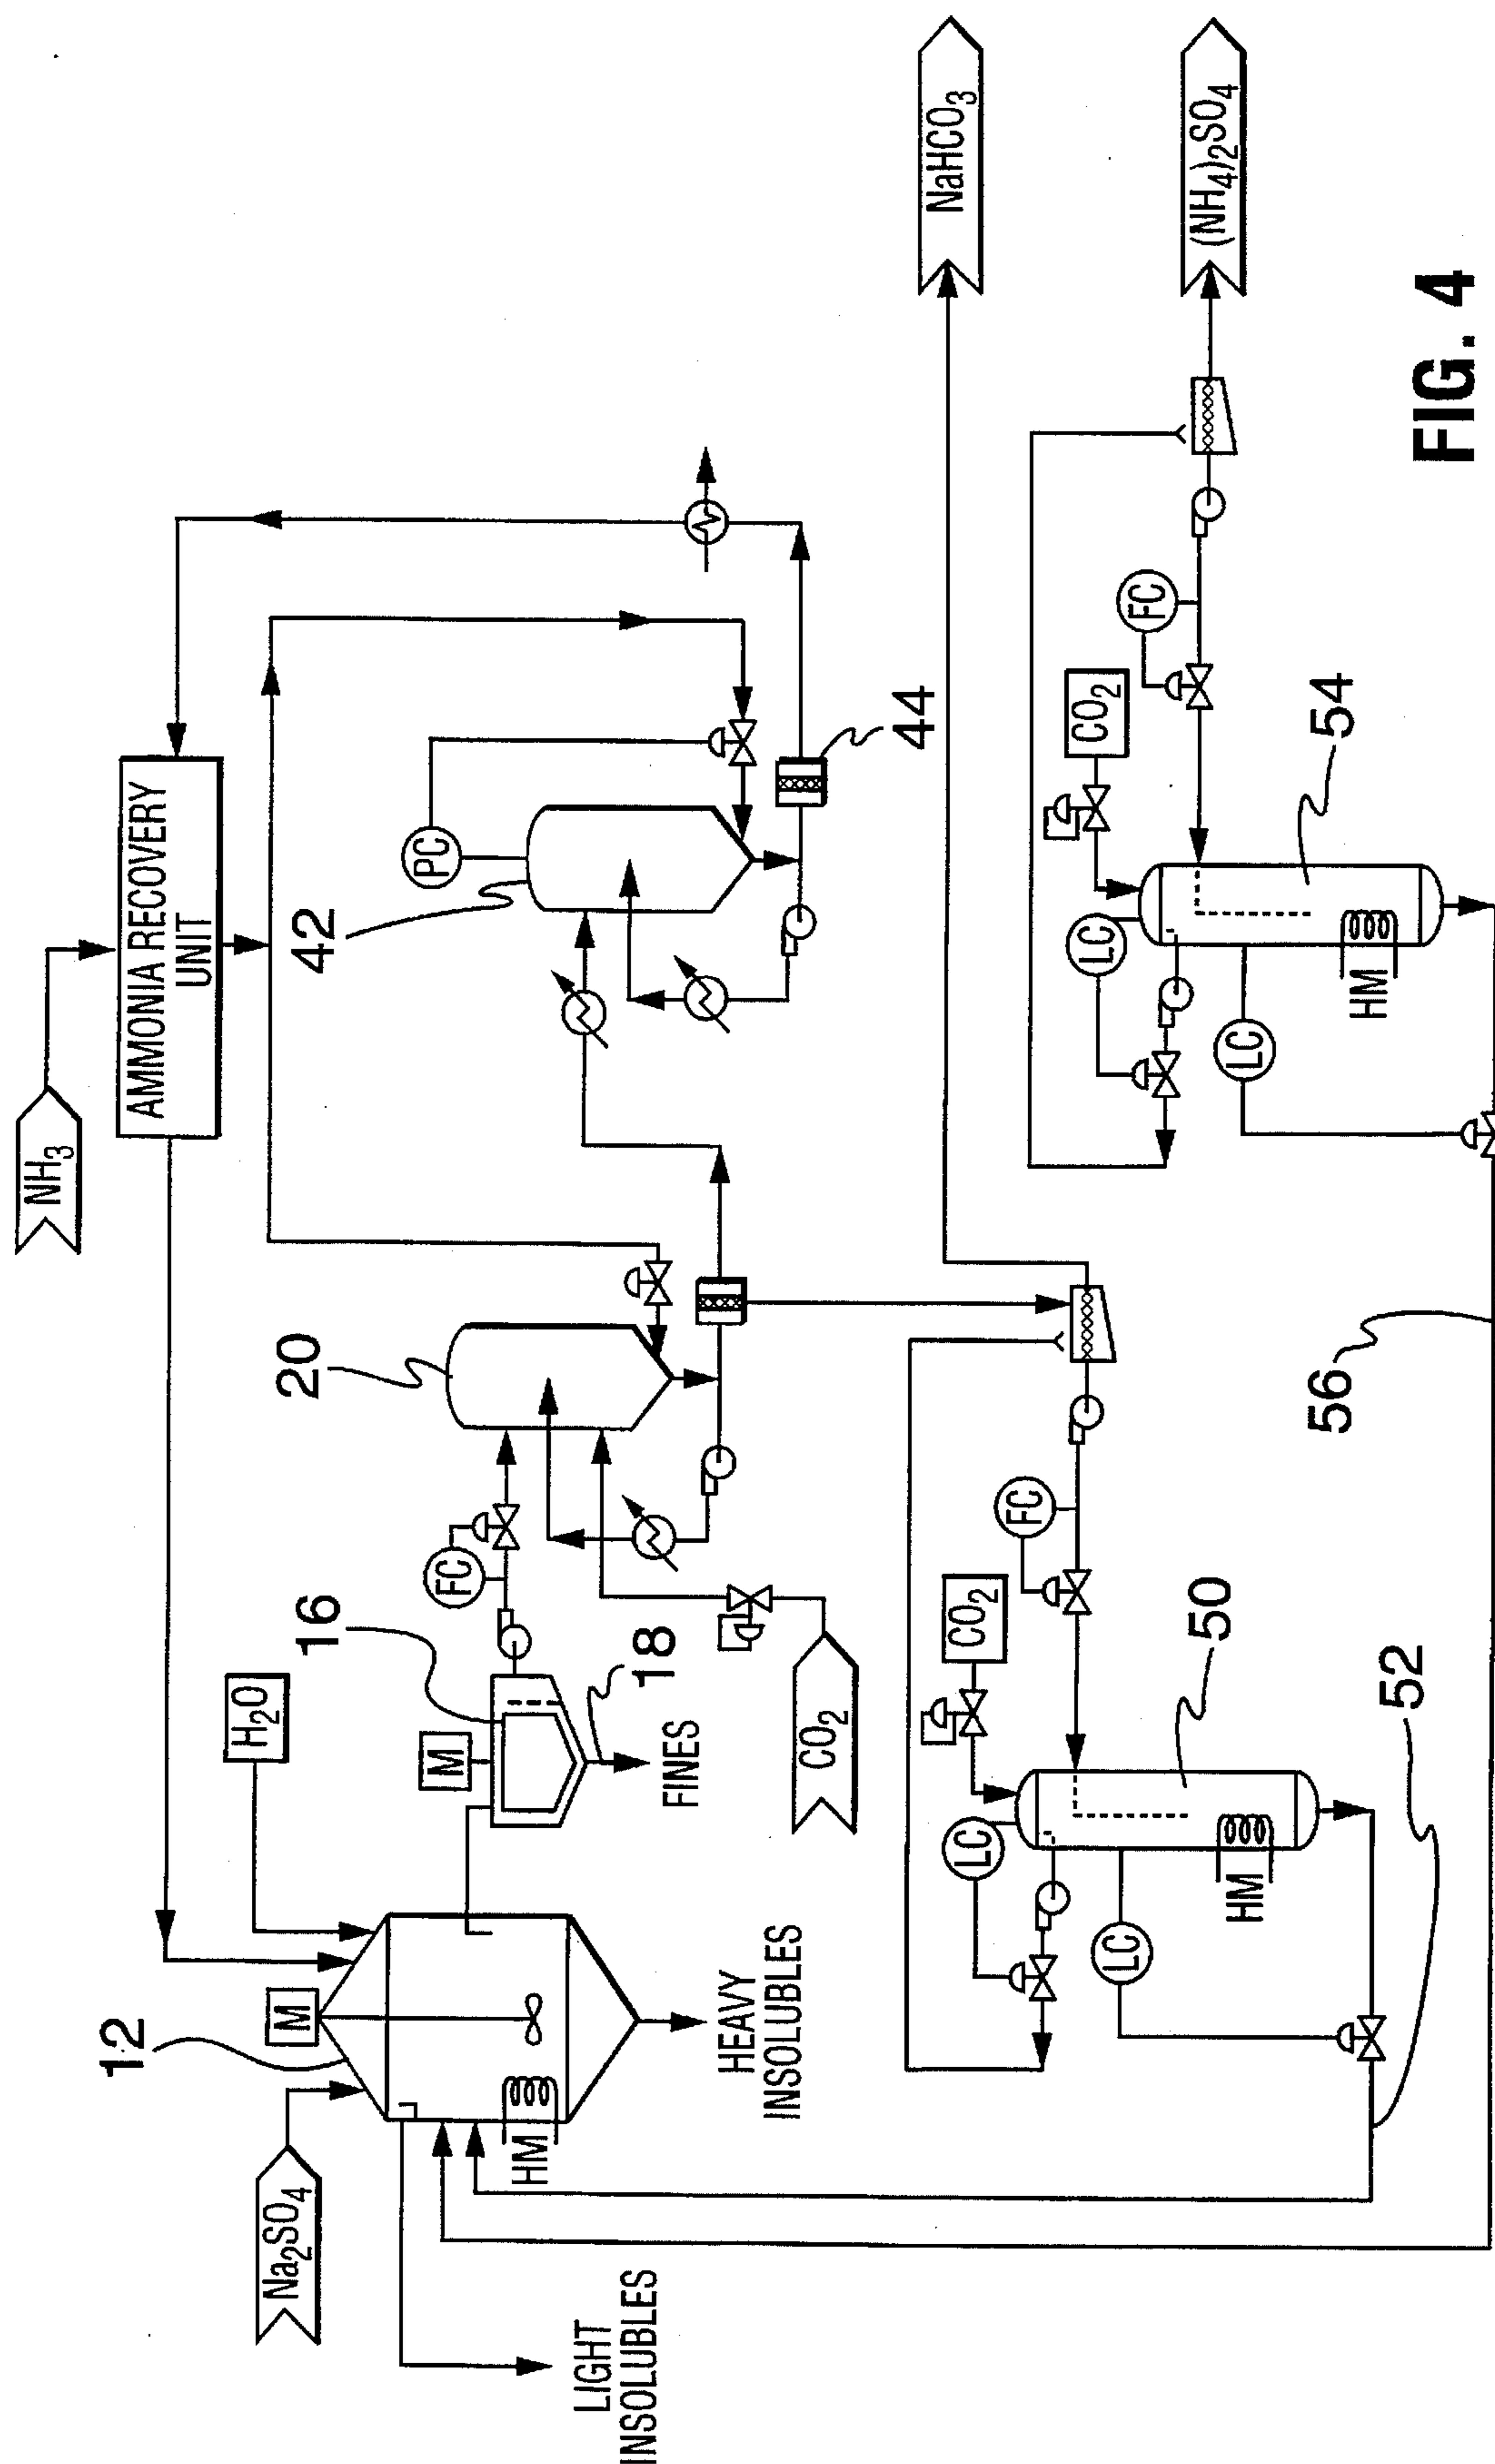 NH3
AMMONIA RECOVERY
UNIT
Na2SO4
12
M
H2O
HM
LIGHT
INSOLUBLES
HEAVY
INSOLUBLES
16
M
18
FINES
FC
20
CO2
42
PC
44
NaHCO3
(NH4)2SO4
LC
CO2
FC
50
LC
HM
52
LC
CO2
FC
54
LC
HM
56
FIG. 4